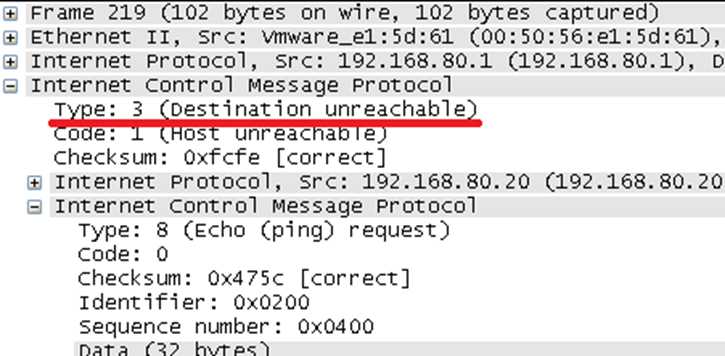 Frame 219 (102 bytes on wire, 102 bytes captured)
Ethernet II, Src: Vmware_e1:5d:61 (00:50:56:e1:5d:61),
Internet Protocol, Src: 192.168.80.1 (192.168.80.1), D
Internet Control Message Protocol
Type: 3 (Destination unreachable)
Code: 1 (Host unreachable)
Checksum: 0xfcfe [correct]
Internet Protocol, Src: 192.168.80.20 (192.168.80.20
Internet Control Message Protocol
Type: 8 (Echo (ping) request)
Code: 0
Checksum: 0x475c [correct]
Identifier: 0x0200
Sequence number: 0x0400
Data (32 bytes)